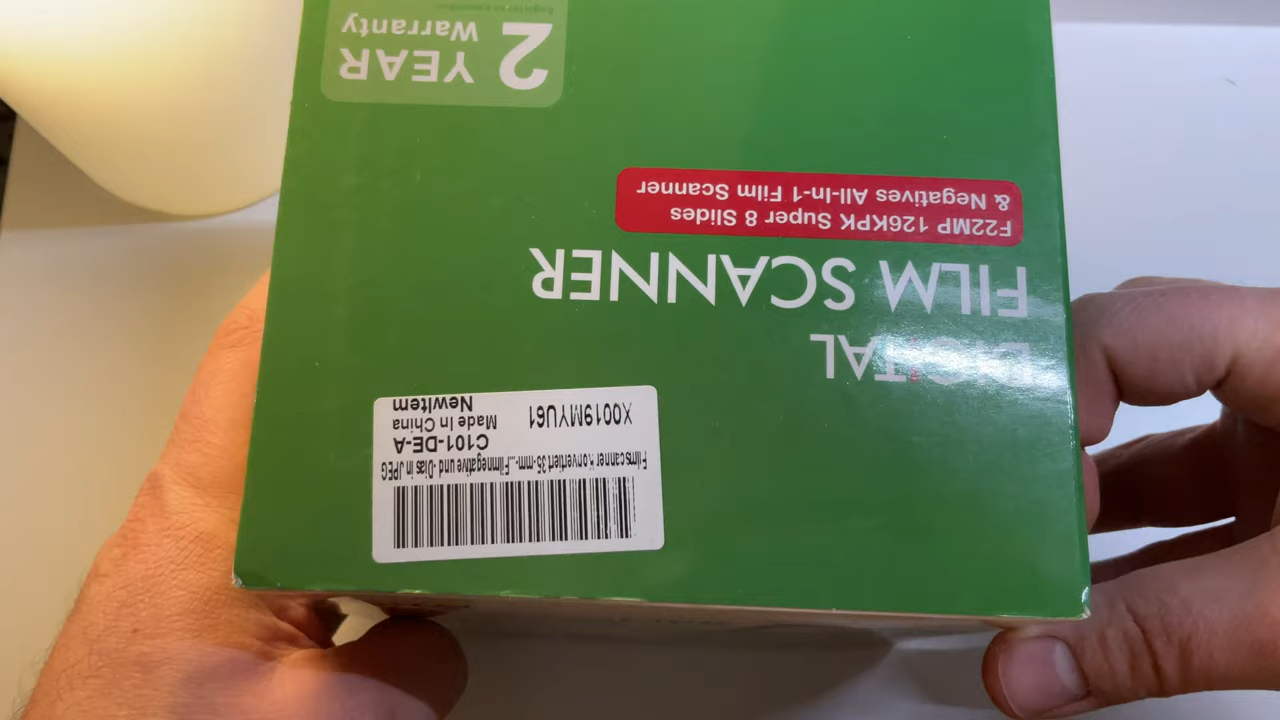 DIGITAL
FILM SCANNER
F22MP 126KPK Super 8 Slides
& Negatives All-In-1 Film Scanner
2 YEAR
Warranty
Filmscanner Konvertiert 35-mm-...Filmnegative und -Dias in JPEG
X0019MYU61
C101-DE-A
Made In China
NewItem